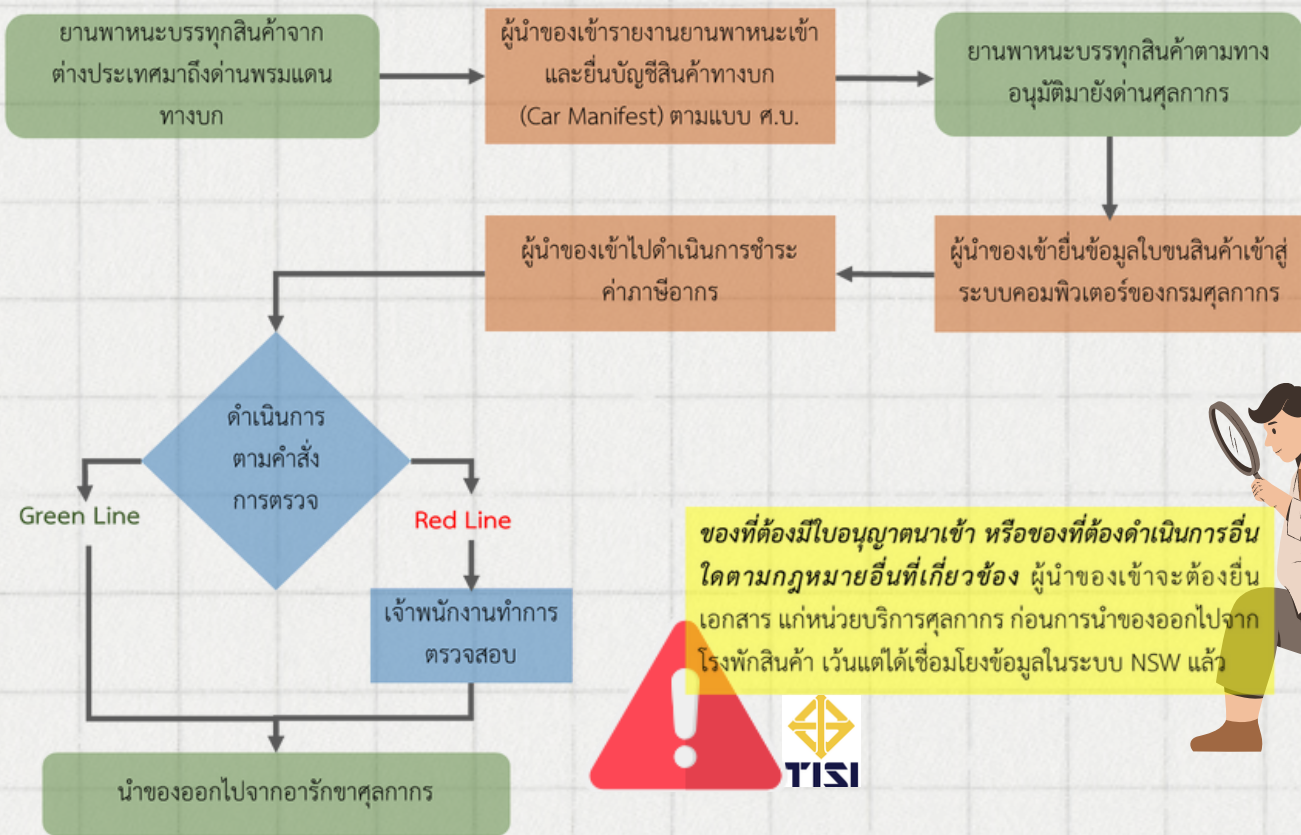 ยานพาหนะบรรทุกสินค้าจาก
ต่างประเทศมาถึงด่านพรมแดน
ทางบก
ผู้นำของเข้ารายงานยานพาหนะเข้า
และยื่นบัญชีสินค้าทางบก
(Car Manifest) ตามแบบ ศ.บ.
ยานพาหนะบรรทุกสินค้าตามทาง
อนุมัติมายังด่านศุลกากร
ผู้นำของเข้ายื่นข้อมูลใบขนสินค้าเข้าสู่
ระบบคอมพิวเตอร์ของกรมศุลกากร
ผู้นำของเข้าไปดำเนินการชำระ
ค่าภาษีอากร
ดำเนินการ
ตามคำสั่ง
การตรวจ
Green Line
Red Line
เจ้าพนักงานทำการ
ตรวจสอบ
นำของออกไปจากอารักขาศุลกากร
ของที่ต้องมีใบอนุญาตนาเข้า หรือของที่ต้องดำเนินการอื่น
ใดตามกฎหมายอื่นที่เกี่ยวข้อง ผู้นำของเข้าจะต้องยื่น
เอกสาร แก่หน่วยบริการศุลกากร ก่อนการนำของออกไปจาก
โรงพักสินค้า เว้นแต่ได้เชื่อมโยงข้อมูลในระบบ NSW แล้ว
TISI